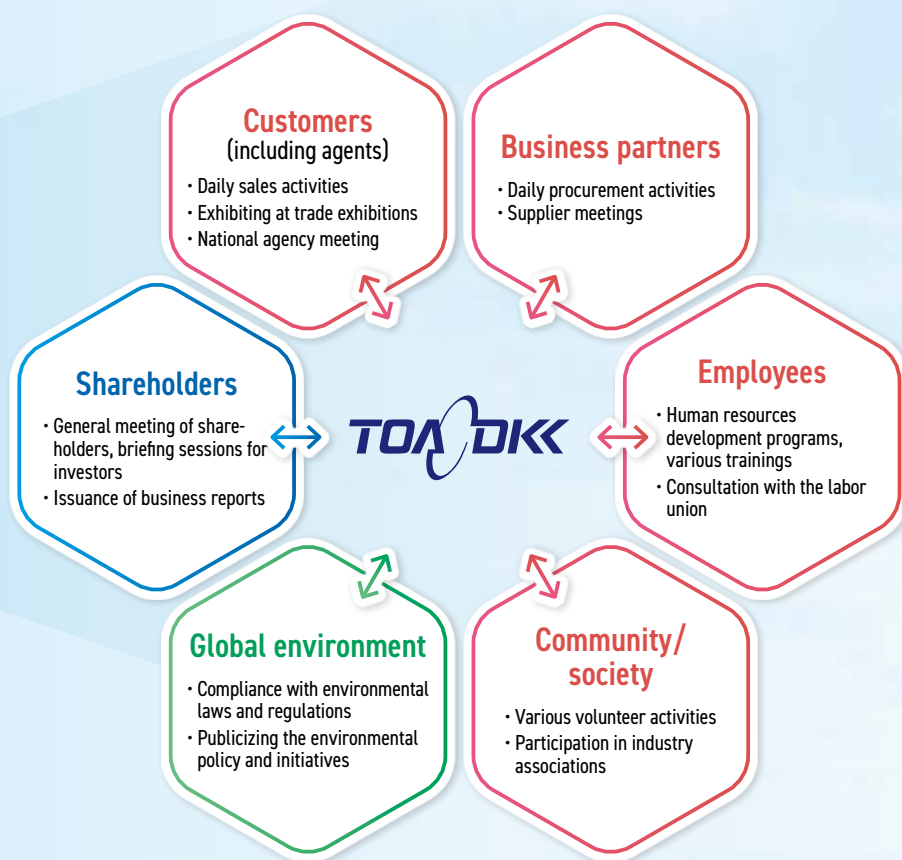 Customers
(including agents)
・Daily sales activities
・Exhibiting at trade exhibitions
・National agency meeting
Business partners
・Daily procurement activities
・Supplier meetings
Shareholders
・General meeting of share-
holders, briefing sessions for
investors
・Issuance of business reports
TOA DKK
Employees
・Human resources
development programs,
various trainings
・Consultation with the labor
union
Global environment
・Compliance with environmental
laws and regulations
・Publicizing the environmental
policy and initiatives
Community/
society
・Various volunteer activities
・Participation in industry
associations